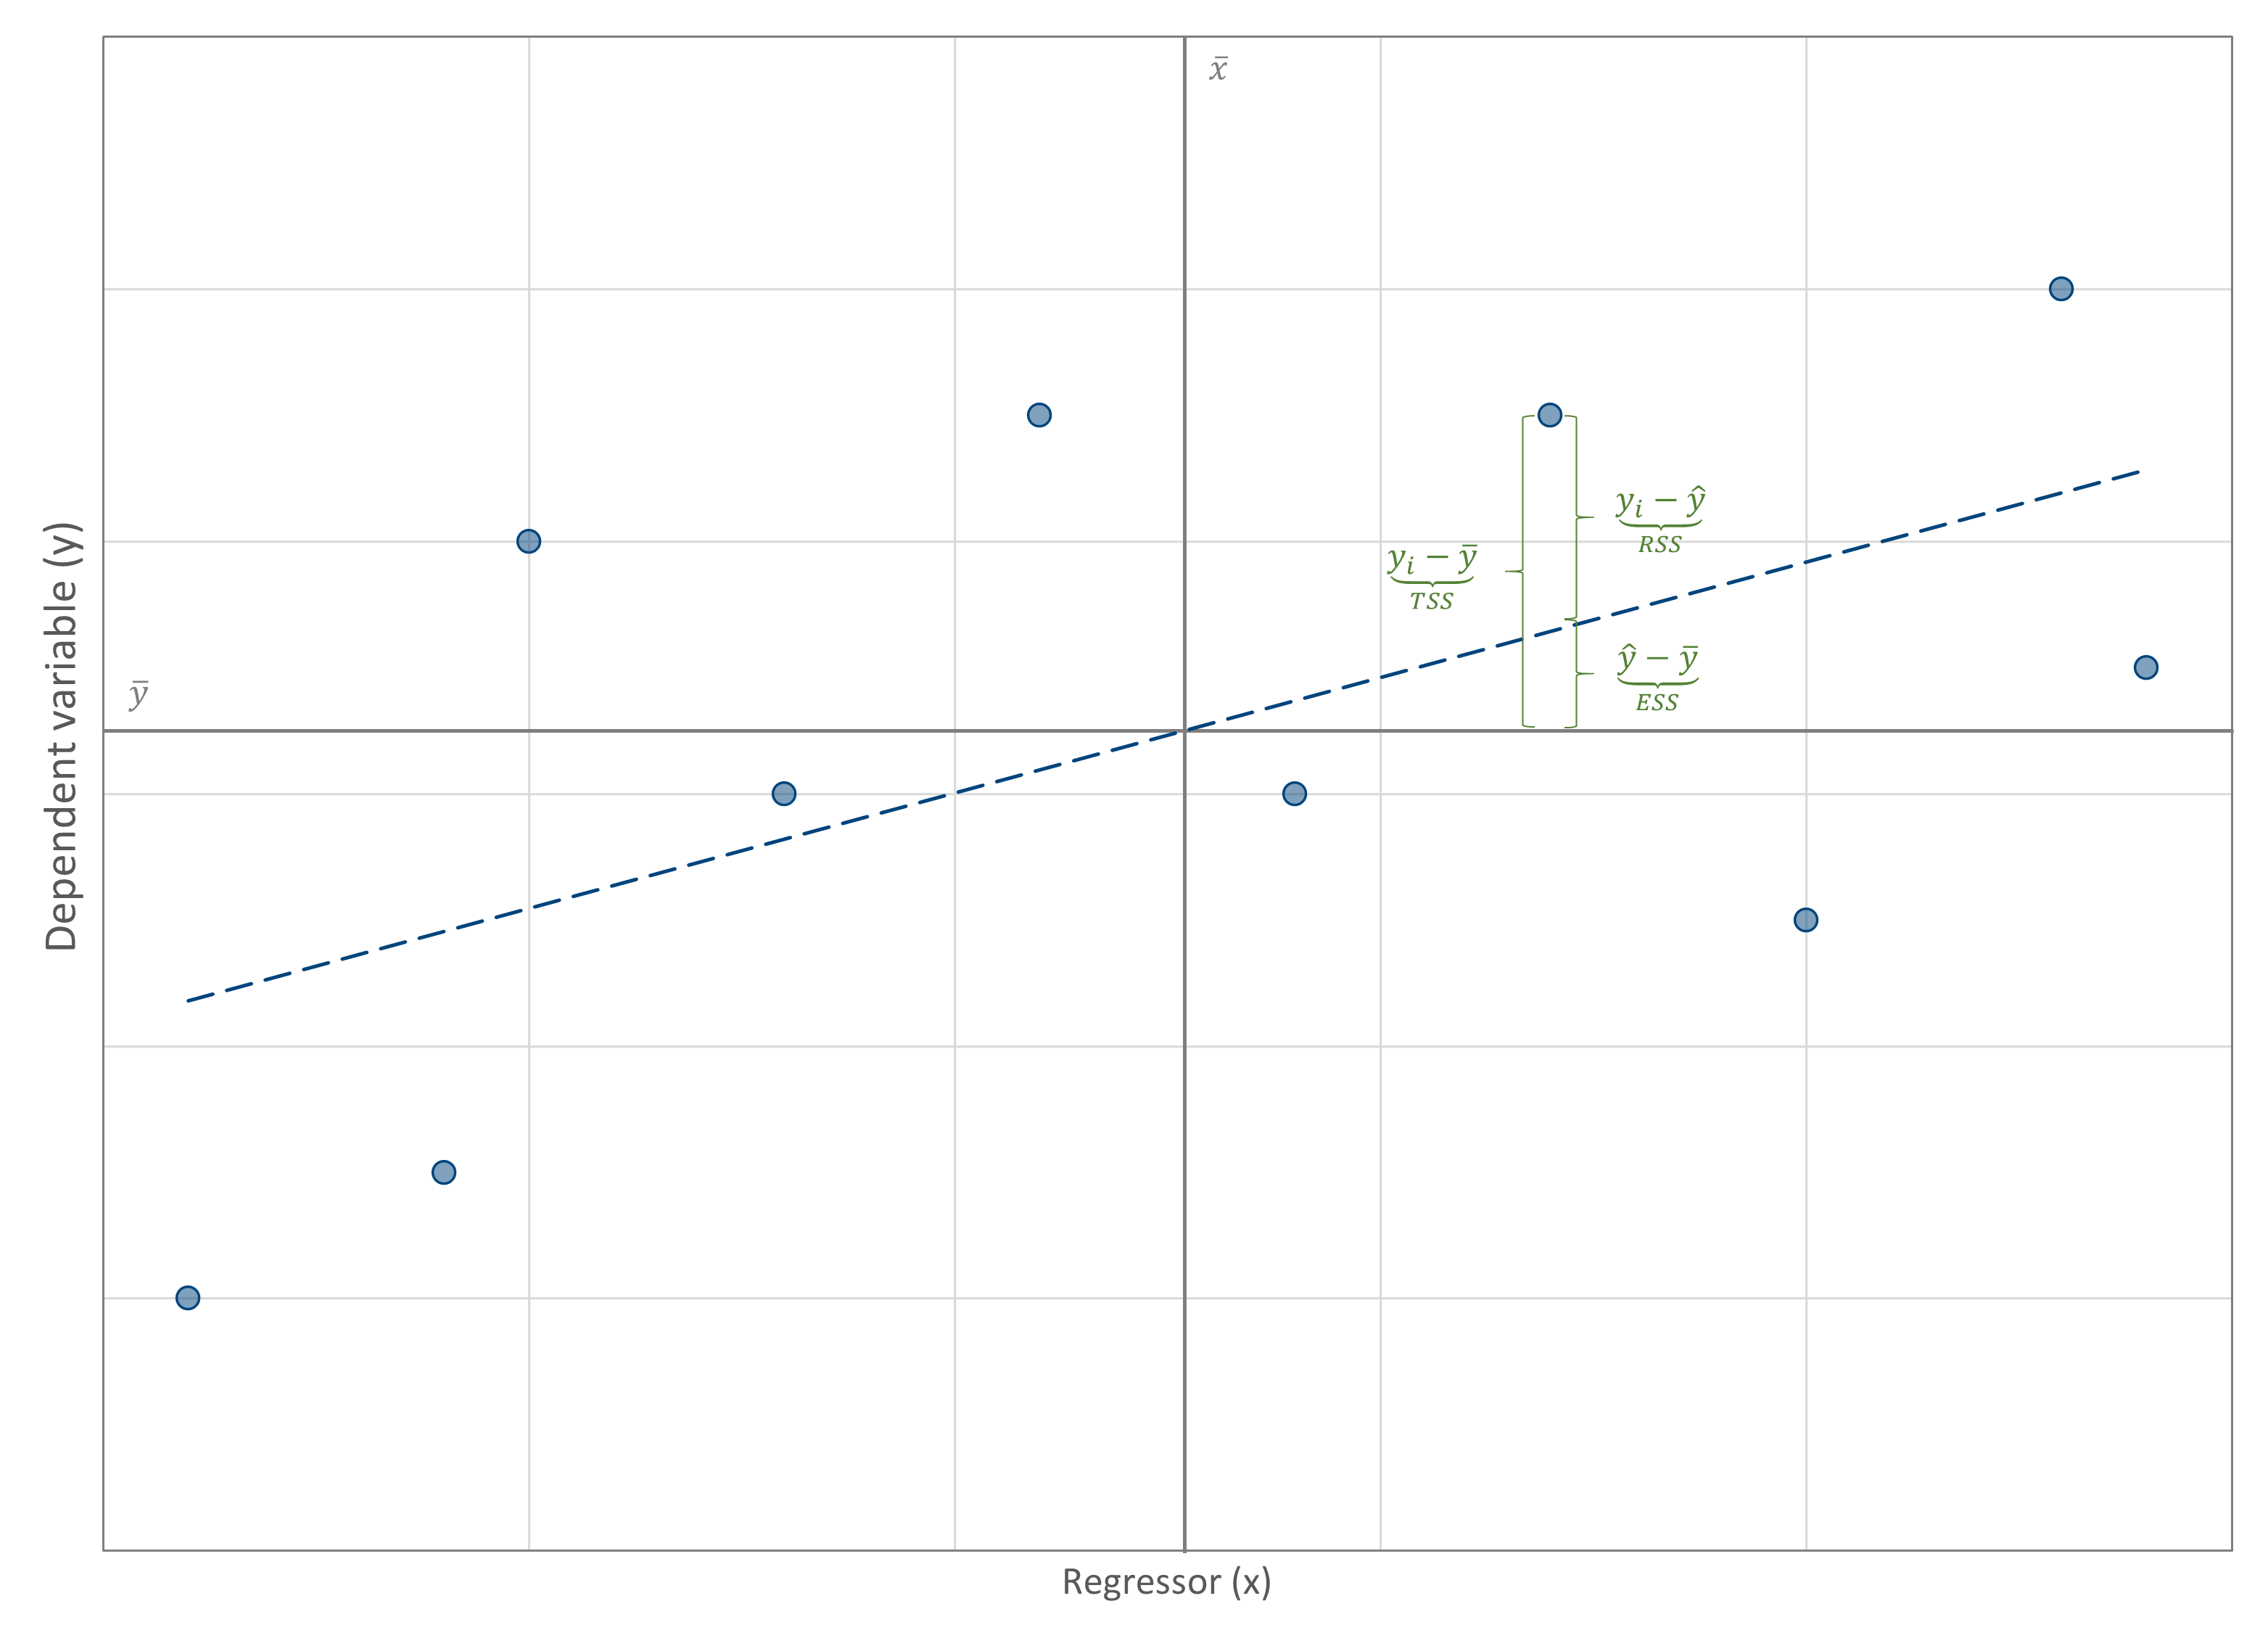 x̄
yᵢ − ŷ
RSS
yᵢ − ȳ
TSS
ŷ − ȳ
ESS
ȳ
Dependent variable (y)
Regressor (x)